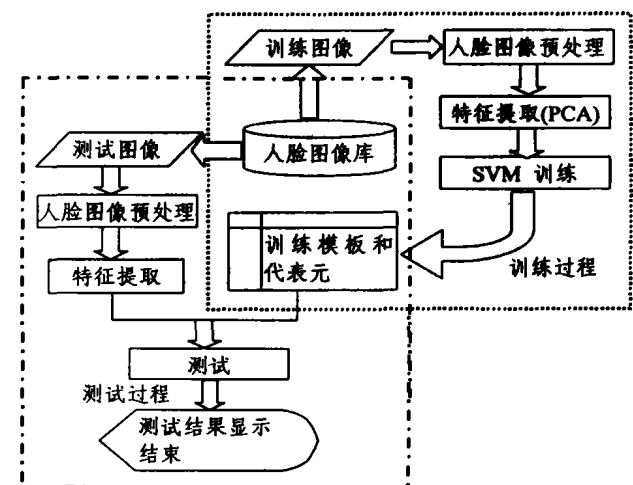 训练图像
人脸图像预处理
特征提取(PCA)
SVM 训练
人脸图像库
测试图像
人脸图像预处理
特征提取
训练模板和
代表元
训练过程
测试
测试过程
测试结果显示
结束